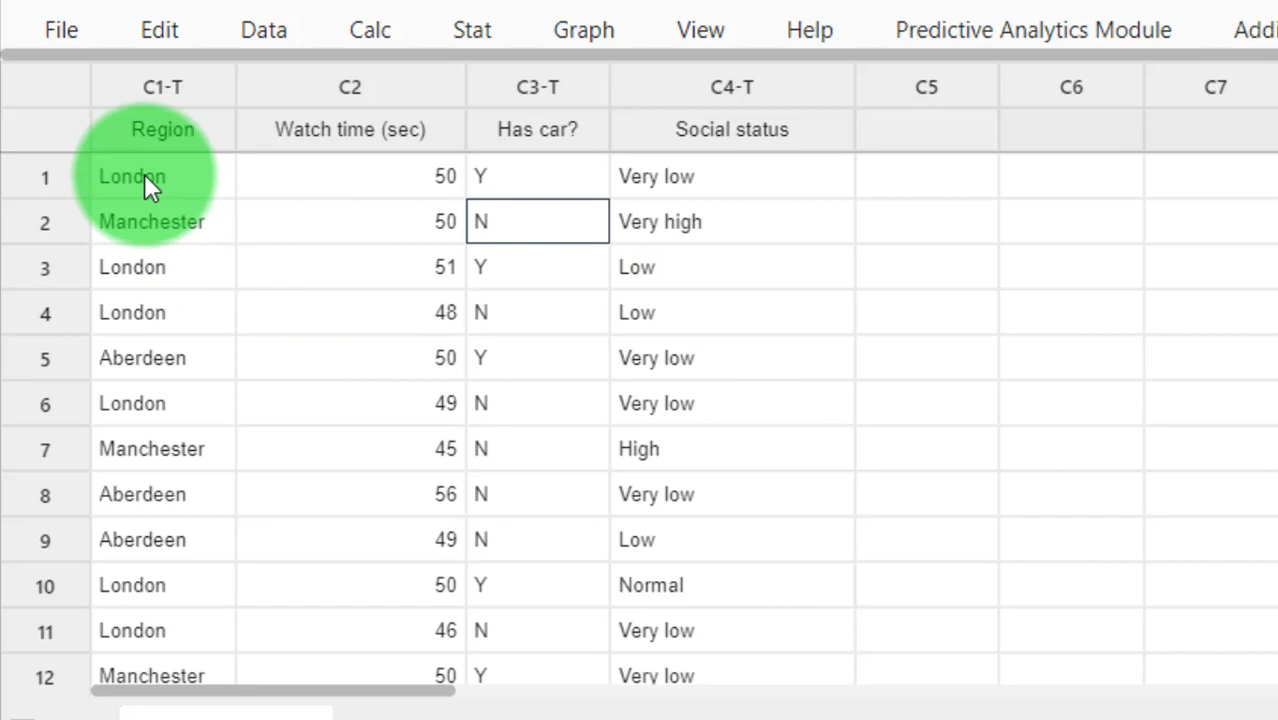 File Edit Data Calc Stat Graph View Help Predictive Analytics Module
C1-T C2 C3-T C4-T C5 C6 C7
Region Watch time (sec) Has car? Social status
1 London 50 Y Very low
2 Manchester 50 N Very high
3 London 51 Y Low
4 London 48 N Low
5 Aberdeen 50 Y Very low
6 London 49 N Very low
7 Manchester 45 N High
8 Aberdeen 56 N Very low
9 Aberdeen 49 N Low
10 London 50 Y Normal
11 London 46 N Very low
12 Manchester 50 Y Very low